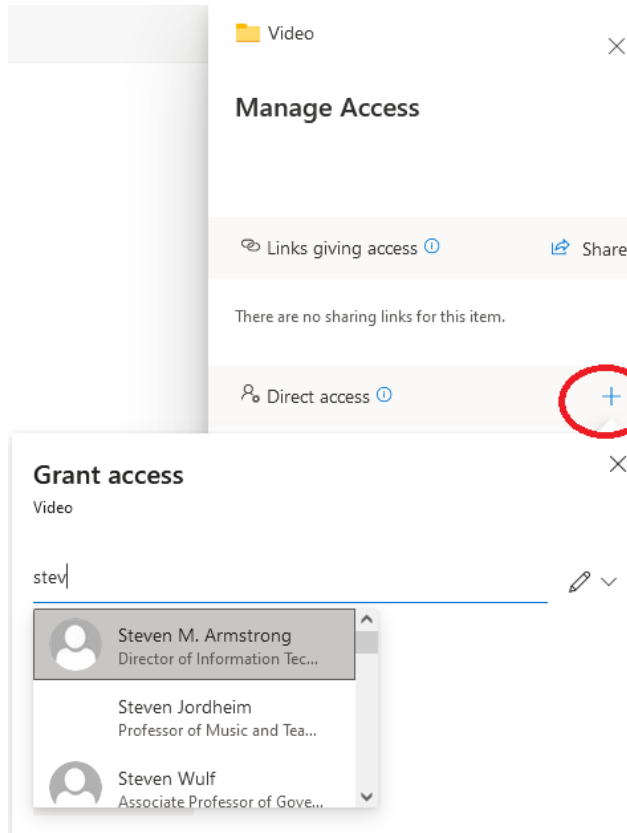 Video
Manage Access
Links giving access
Share
There are no sharing links for this item.
Direct access
Grant access
Video
stev
Steven M. Armstrong
Director of Information Tec...
Steven Jordheim
Professor of Music and Tea...
Steven Wulf
Associate Professor of Gove...